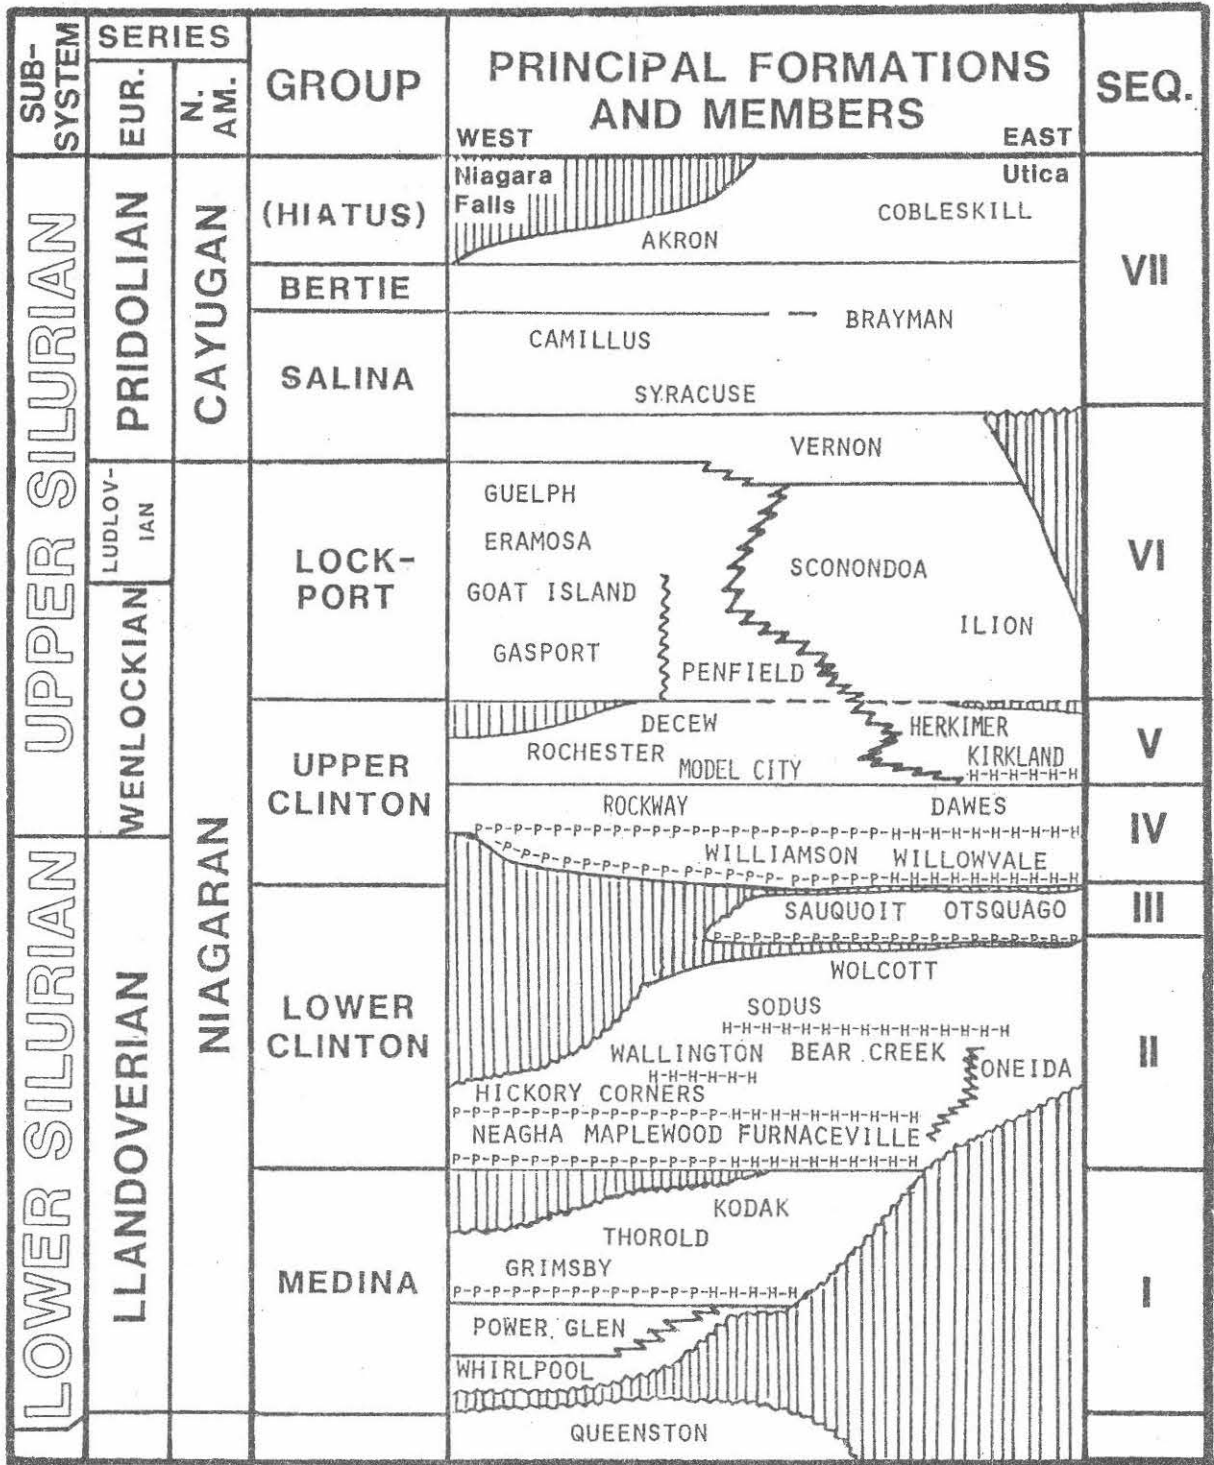 SUB-
SYSTEM
SERIES
EUR.
N.
AM.
GROUP
PRINCIPAL FORMATIONS
AND MEMBERS
WEST
EAST
SEQ.
UPPER SILURIAN
LOWER SILURIAN
PRIDOLIAN
LUDLOV-
IAN
WENLOCKIAN
LLANDOVERIAN
CAYUGAN
NIAGARAN
(HIATUS)
BERTIE
SALINA
LOCK-
PORT
UPPER
CLINTON
LOWER
CLINTON
MEDINA
Niagara
Falls
Utica
COBLESKILL
AKRON
BRAYMAN
CAMILLUS
SYRACUSE
VERNON
GUELPH
ERAMOSA
SCONONDOA
GOAT ISLAND
ILION
GASPORT
PENFIELD
DECEW
HERKIMER
ROCHESTER
KIRKLAND
MODEL CITY
H-H-H-H-H-H
ROCKWAY
DAWES
P-P-P-P-P-P-P-P-P-P-P-P-P-P-P-P-H-H-H-H-H-H-H-H
WILLIAMSON
WILLOWVALE
P-P-P-P-P-P-P-P-P-P-P-P-P-P-P-P-H-H-H-H-H-H-H-H
SAUQUOIT
OTSQUAGO
P-P-P-P-P-P-P-P-P-P-P-P-P-P-P
WOLCOTT
SODUS
H-H-H-H-H-H-H-H-H-H-H-H
WALLINGTON
BEAR CREEK
ONEIDA
H-H-H-H-H-H
HICKORY CORNERS
P-P-P-P-P-P-P-P-P-P-P-P-P-P-H-H-H-H-H-H-H-H-H-H
NEAGHA MAPLEWOOD FURNACEVILLE
P-P-P-P-P-P-P-P-P-P-P-P-P-P-H-H-H-H-H-H-H-H-H-H
KODAK
THOROLD
GRIMSBY
P-P-P-P-P-P-P-P-P-P-P-P-P-H-H-H-H-H
POWER GLEN
WHIRLPOOL
QUEENSTON
VII
VI
V
IV
III
II
I